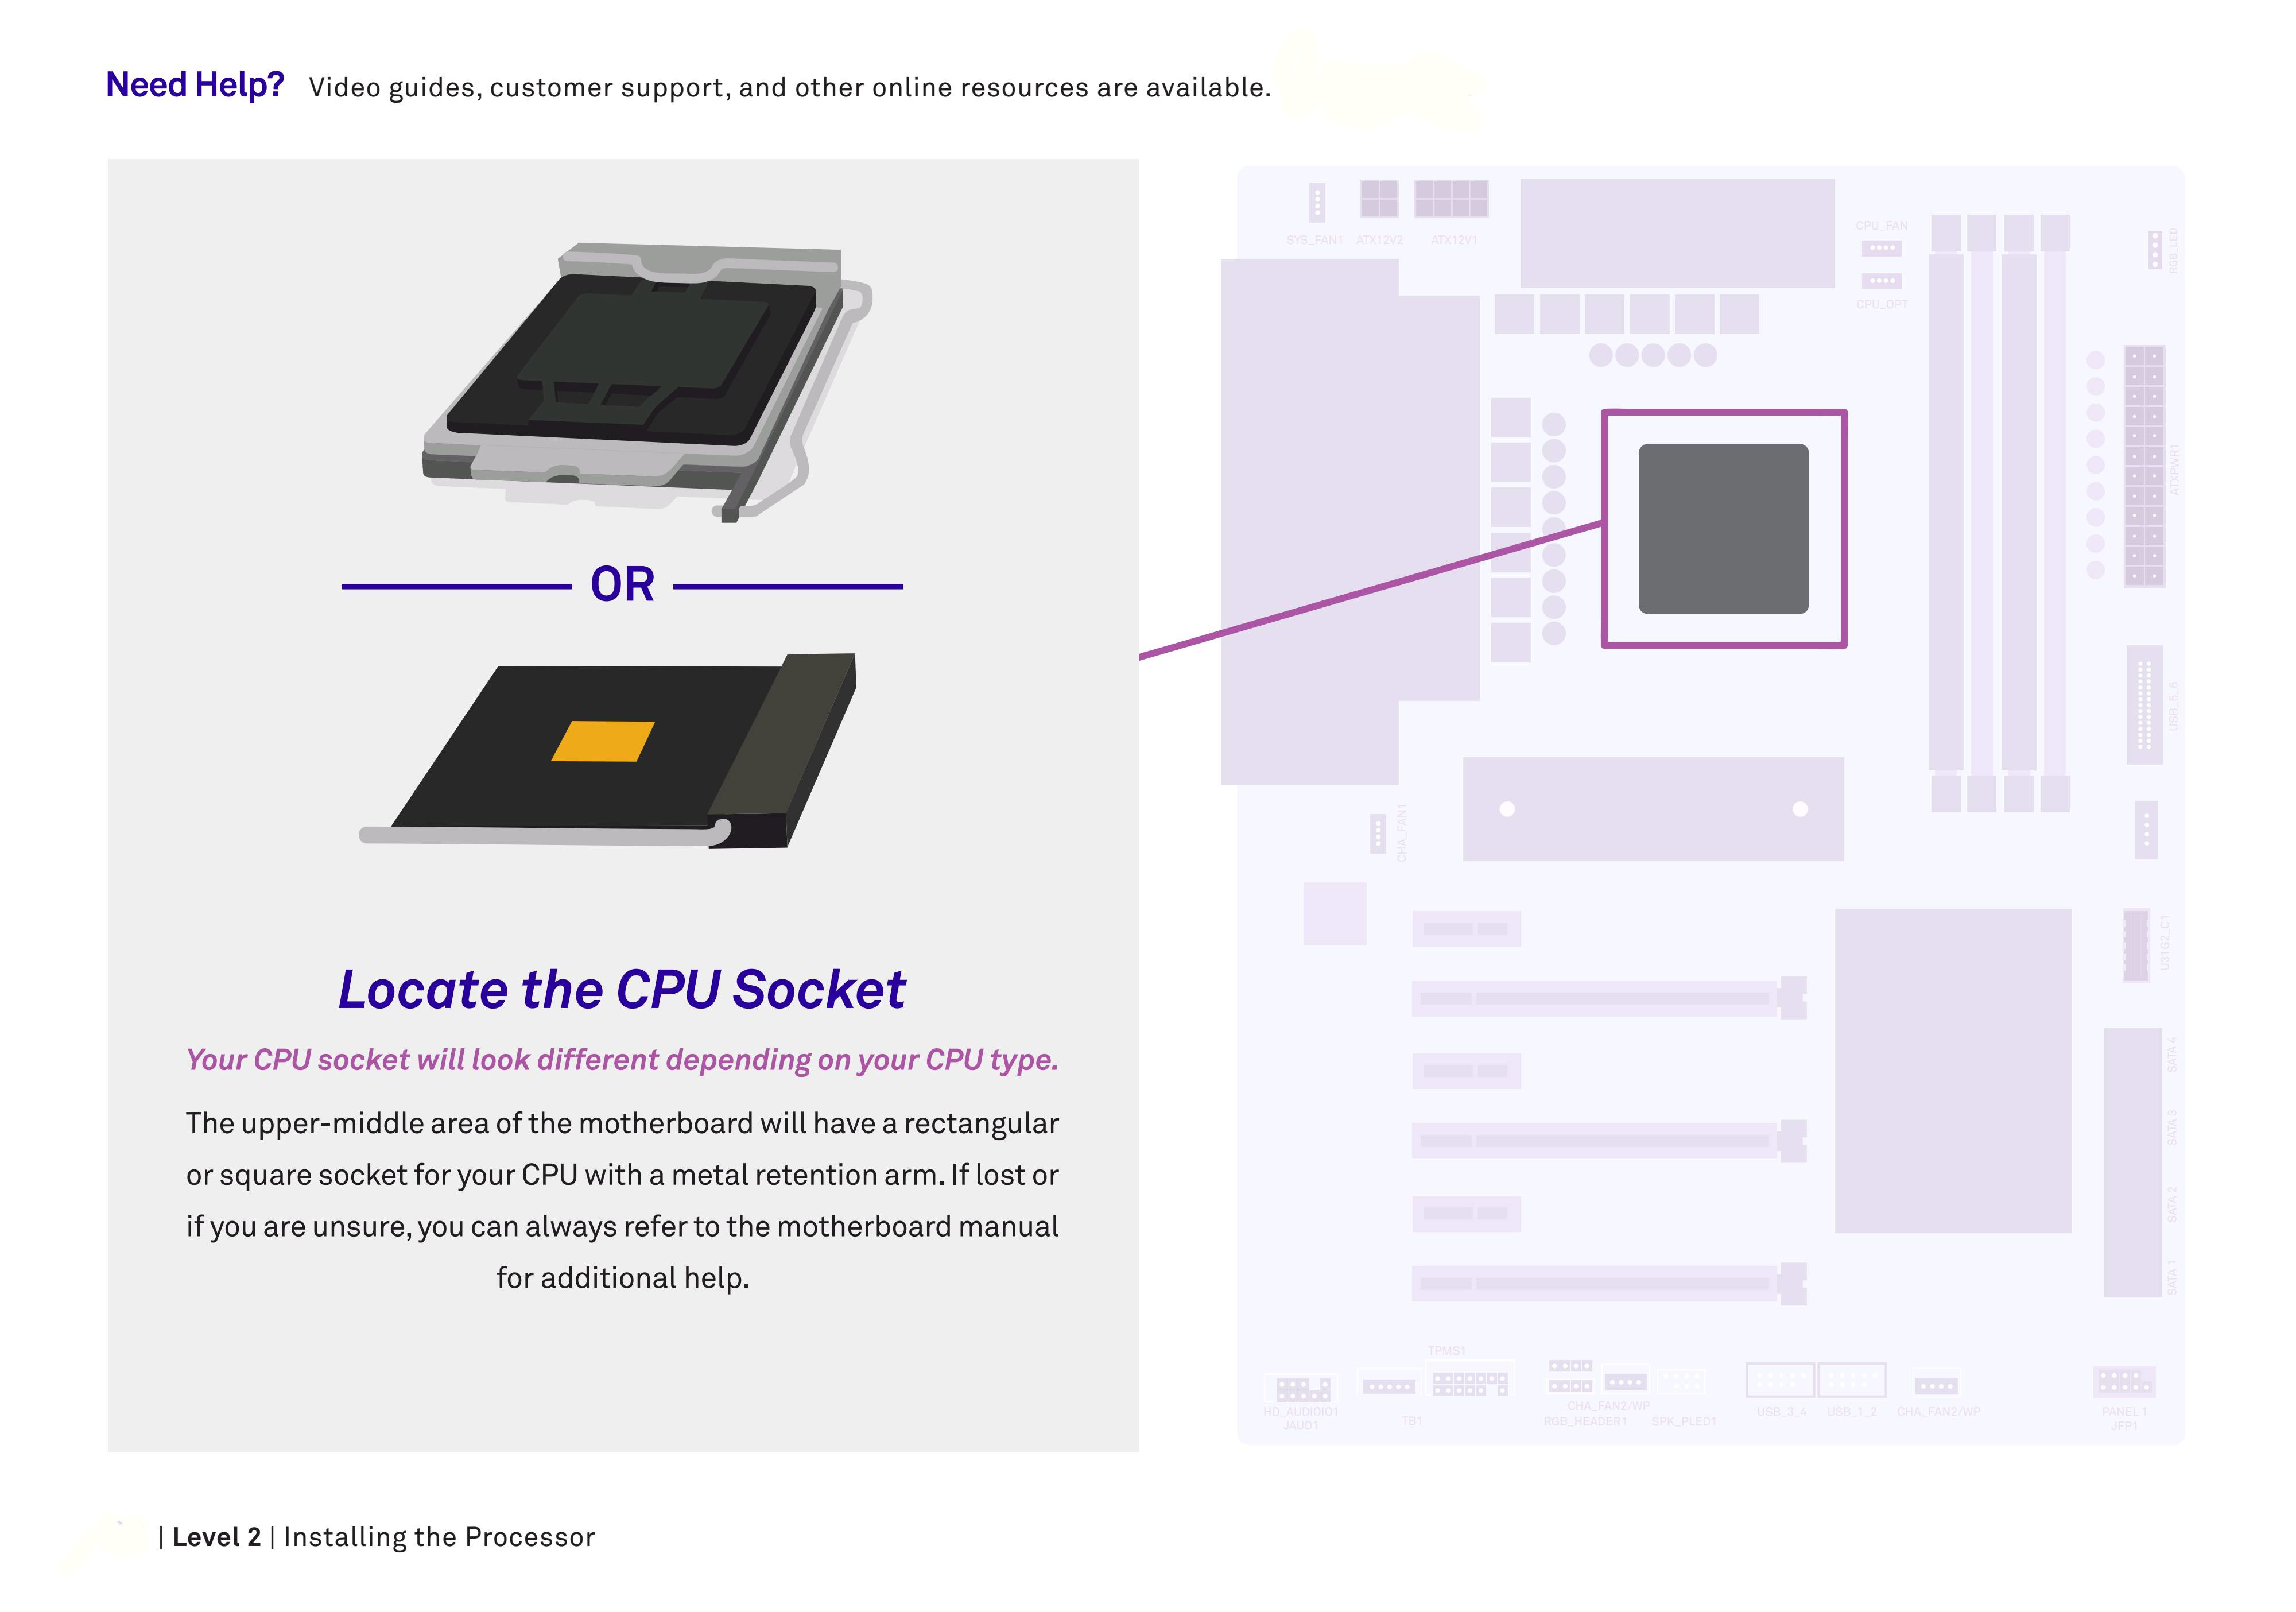 Need Help? Video guides, customer support, and other online resources are available.
OR
Locate the CPU Socket
Your CPU socket will look different depending on your CPU type.
The upper-middle area of the motherboard will have a rectangular
or square socket for your CPU with a metal retention arm. If lost or
if you are unsure, you can always refer to the motherboard manual
for additional help.
SYS_FAN1
ATX12V2
ATX12V1
CPU_FAN
CPU_OPT
RGB_LED
ATXPWR1
USB_5_6
CHA_FAN1
U31G2_C1
SATA 4
SATA 3
SATA 2
SATA 1
TPMS1
HD_AUDIOIO1
JAUD1
TB1
CHA_FAN2/WP
RGB_HEADER1
SPK_PLED1
USB_3_4
USB_1_2
CHA_FAN2/WP
PANEL 1
JFP1
| Level 2 | Installing the Processor